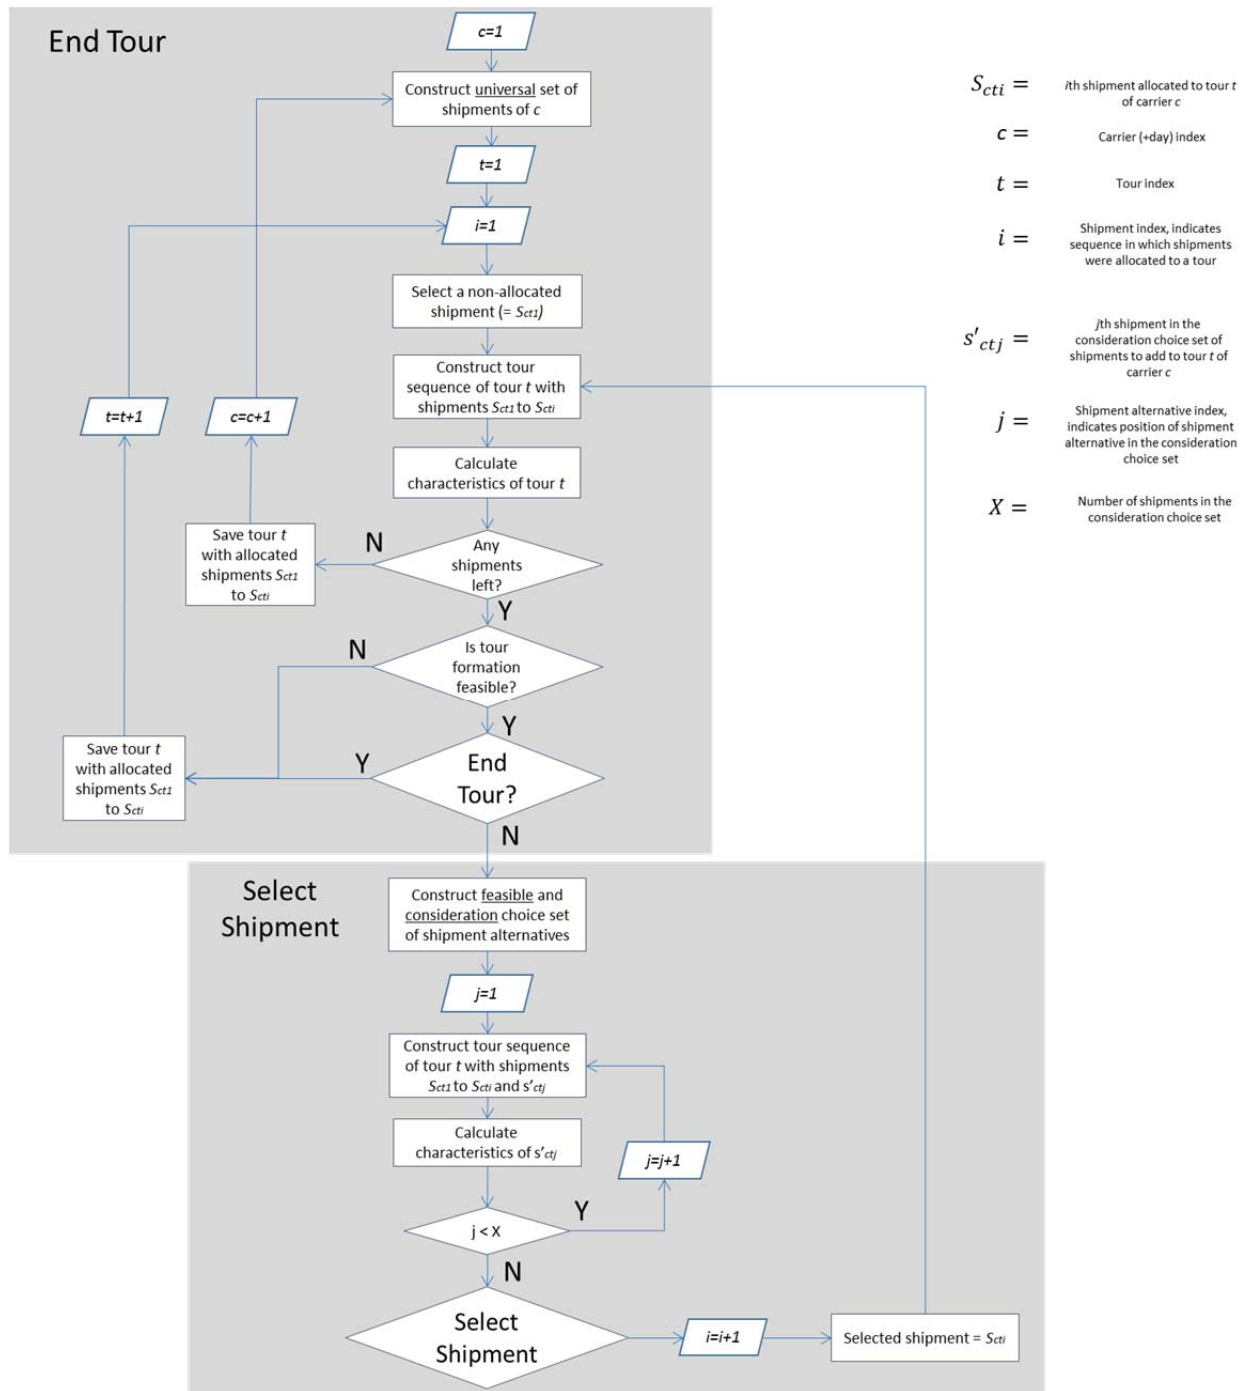 End Tour
c=1
Construct universal set of
shipments of c
t=1
i=1
Select a non-allocated
shipment (= Sct1)
Construct tour
sequence of tour t with
shipments Sct1 to Scti
t=t+1
c=c+1
Calculate
characteristics of tour t
Save tour t
with allocated
shipments Sct1
to Scti
N
Any
shipments
left?
Y
N
Is tour
formation
feasible?
Y
Save tour t
with allocated
shipments Sct1
to Scti
Y
End
Tour?
N
Select
Shipment
Construct feasible and
consideration choice set
of shipment alternatives
j=1
Construct tour sequence
of tour t with shipments
Sct1 to Scti and s'ctj
Calculate
characteristics of s'ctj
j=j+1
j < X
Y
N
Select
Shipment
i=i+1
Selected shipment = Scti
Scti =
ith shipment allocated to tour t
of carrier c
c =
Carrier (+day) index
t =
Tour index
i =
Shipment index, indicates
sequence in which shipments
were allocated to a tour
s'ctj =
jth shipment in the
consideration choice set of
shipments to add to tour t of
carrier c
j =
Shipment alternative index,
indicates position of shipment
alternative in the consideration
choice set
X =
Number of shipments in the
consideration choice set